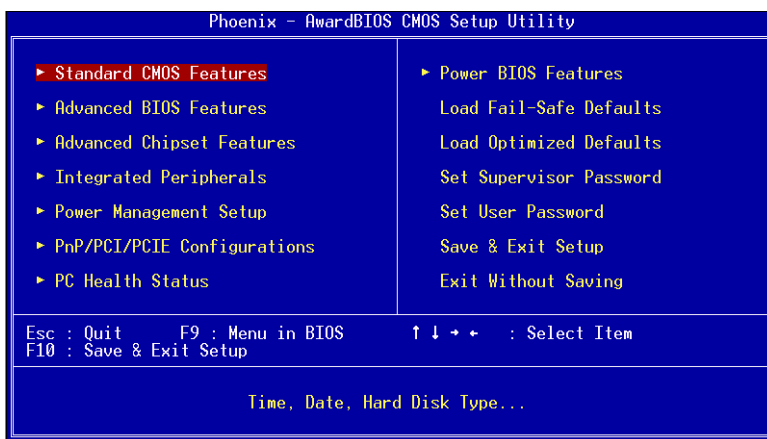 Phoenix - AwardBIOS CMOS Setup Utility
► Standard CMOS Features
► Advanced BIOS Features
► Advanced Chipset Features
► Integrated Peripherals
► Power Management Setup
► PnP/PCI/PCIE Configurations
► PC Health Status
► Power BIOS Features
Load Fail-Safe Defaults
Load Optimized Defaults
Set Supervisor Password
Set User Password
Save & Exit Setup
Exit Without Saving
Esc : Quit F9 : Menu in BIOS ↑ ↓ → ← : Select Item
F10 : Save & Exit Setup
Time, Date, Hard Disk Type...